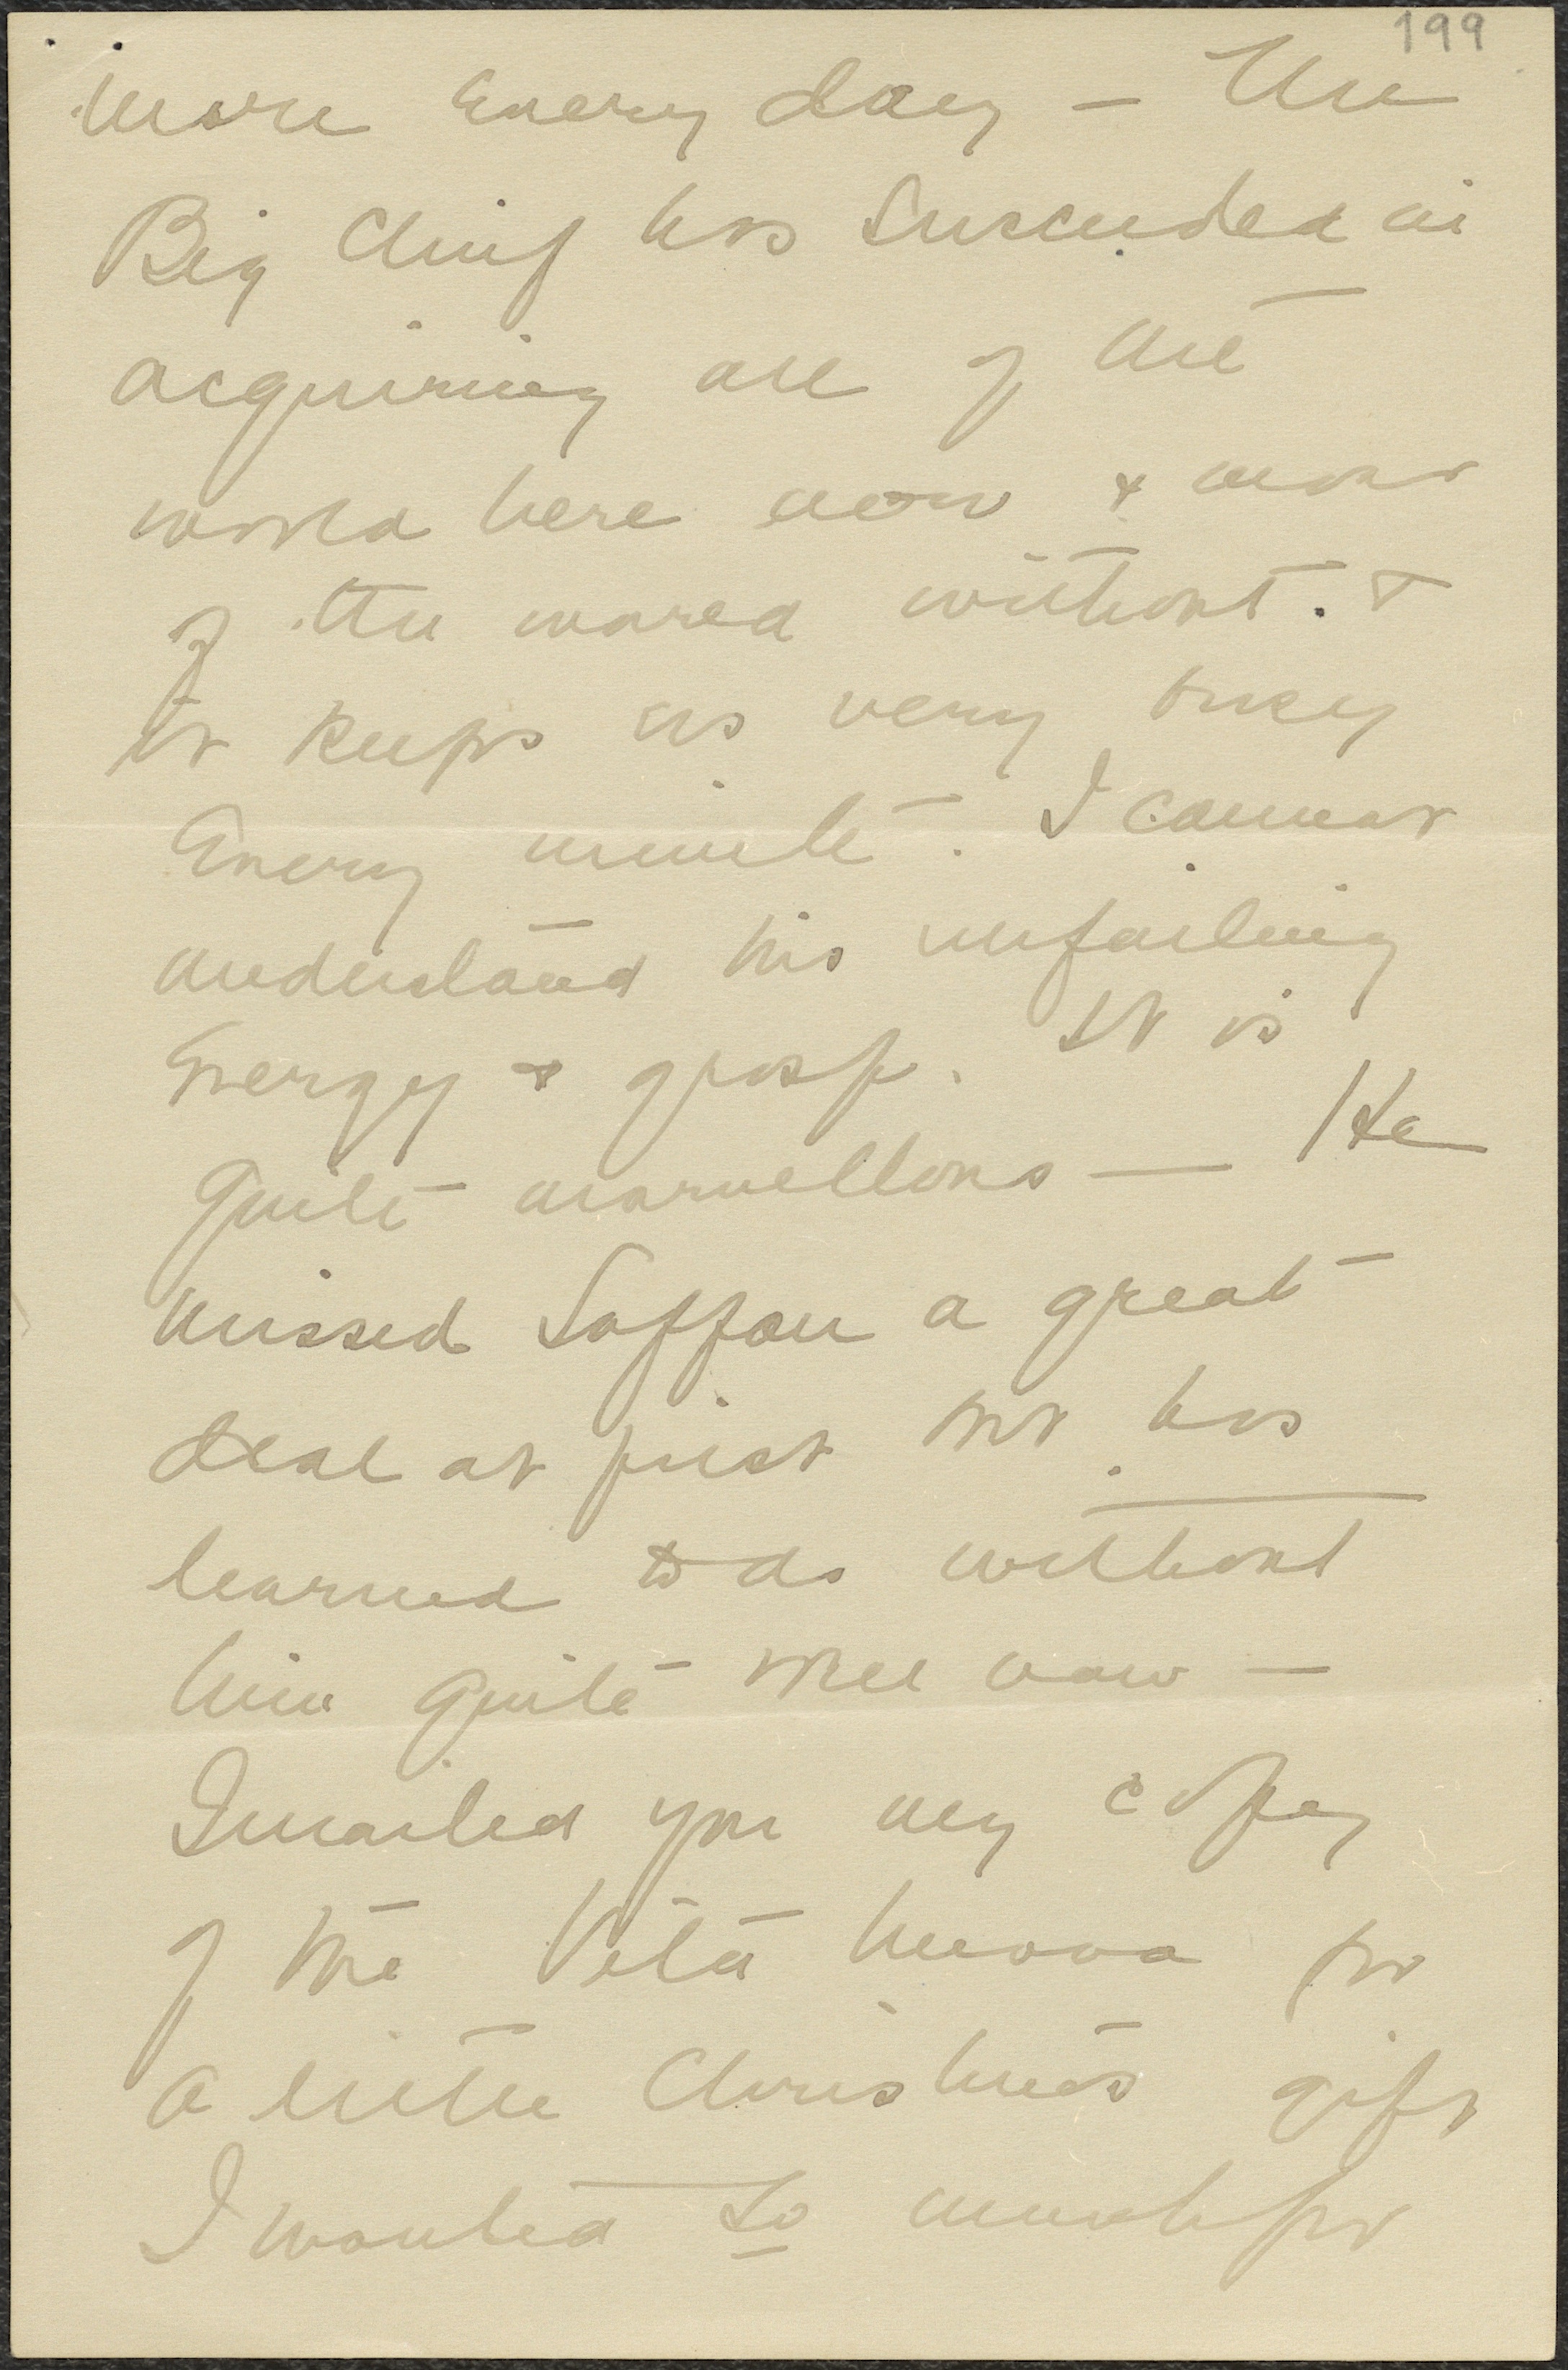 199
more every day — The
Big Chief has succeeded in
acquiring all of the
world here now & most
of the world without. &
It keeps us very busy
Every minute. I cannot
understand his unfailing
Energy & grasp. It is
quite marvellous — He
missed Saffan a great
deal at first but has
learned to do without
him quite well now —
I mailed you my copy
of the Vita Nuova for
a little Christmas gift
I wanted to